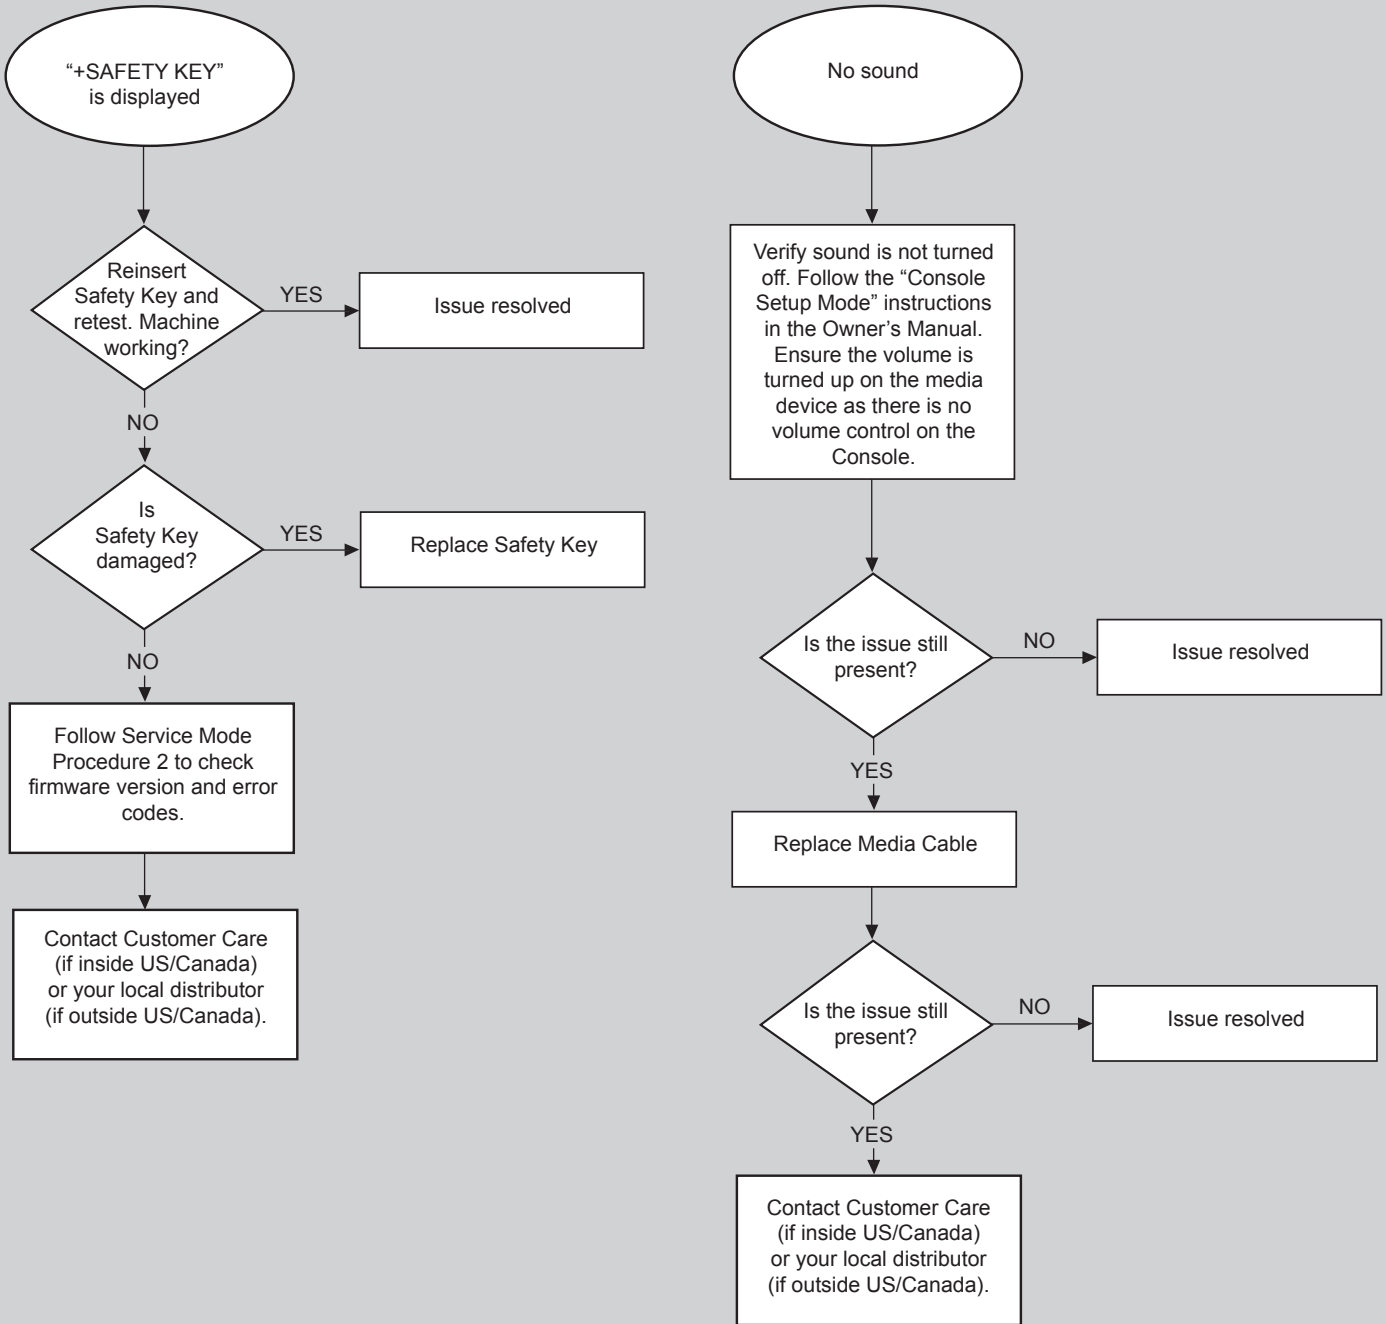 “+SAFETY KEY”
is displayed
Reinsert
Safety Key and
retest. Machine
working?
YES
Issue resolved
NO
Is
Safety Key
damaged?
YES
Replace Safety Key
NO
Follow Service Mode
Procedure 2 to check
firmware version and error
codes.
Contact Customer Care
(if inside US/Canada)
or your local distributor
(if outside US/Canada).
No sound
Verify sound is not turned
off. Follow the “Console
Setup Mode” instructions
in the Owner’s Manual.
Ensure the volume is
turned up on the media
device as there is no
volume control on the
Console.
Is the issue still
present?
NO
Issue resolved
YES
Replace Media Cable
Is the issue still
present?
NO
Issue resolved
YES
Contact Customer Care
(if inside US/Canada)
or your local distributor
(if outside US/Canada).